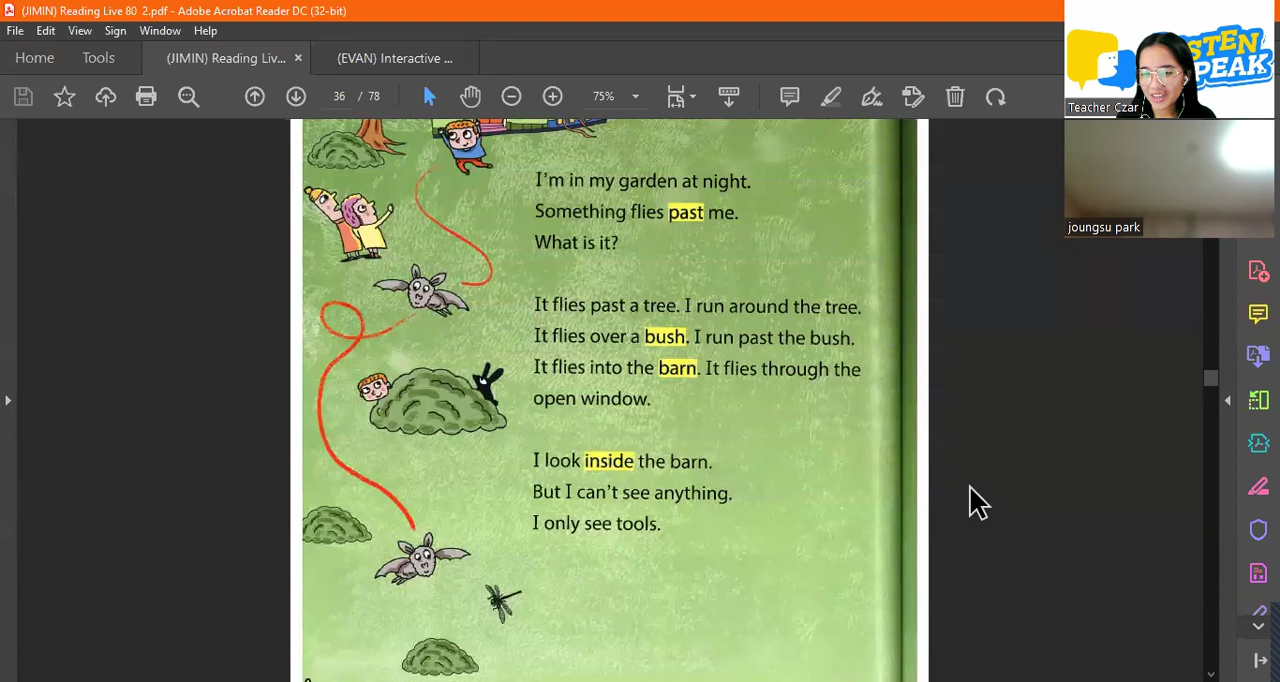 (JIMIN) Reading Live 80 2.pdf - Adobe Acrobat Reader DC (32-bit)
File Edit View Sign Window Help
Home Tools (JIMIN) Reading Liv... × (EVAN) Interactive ...
36 / 78 75%
STEN
PEAK
Teacher Czar
joungsu park
I'm in my garden at night.
Something flies past me.
What is it?
It flies past a tree. I run around the tree.
It flies over a bush. I run past the bush.
It flies into the barn. It flies through the
open window.
I look inside the barn.
But I can't see anything.
I only see tools.